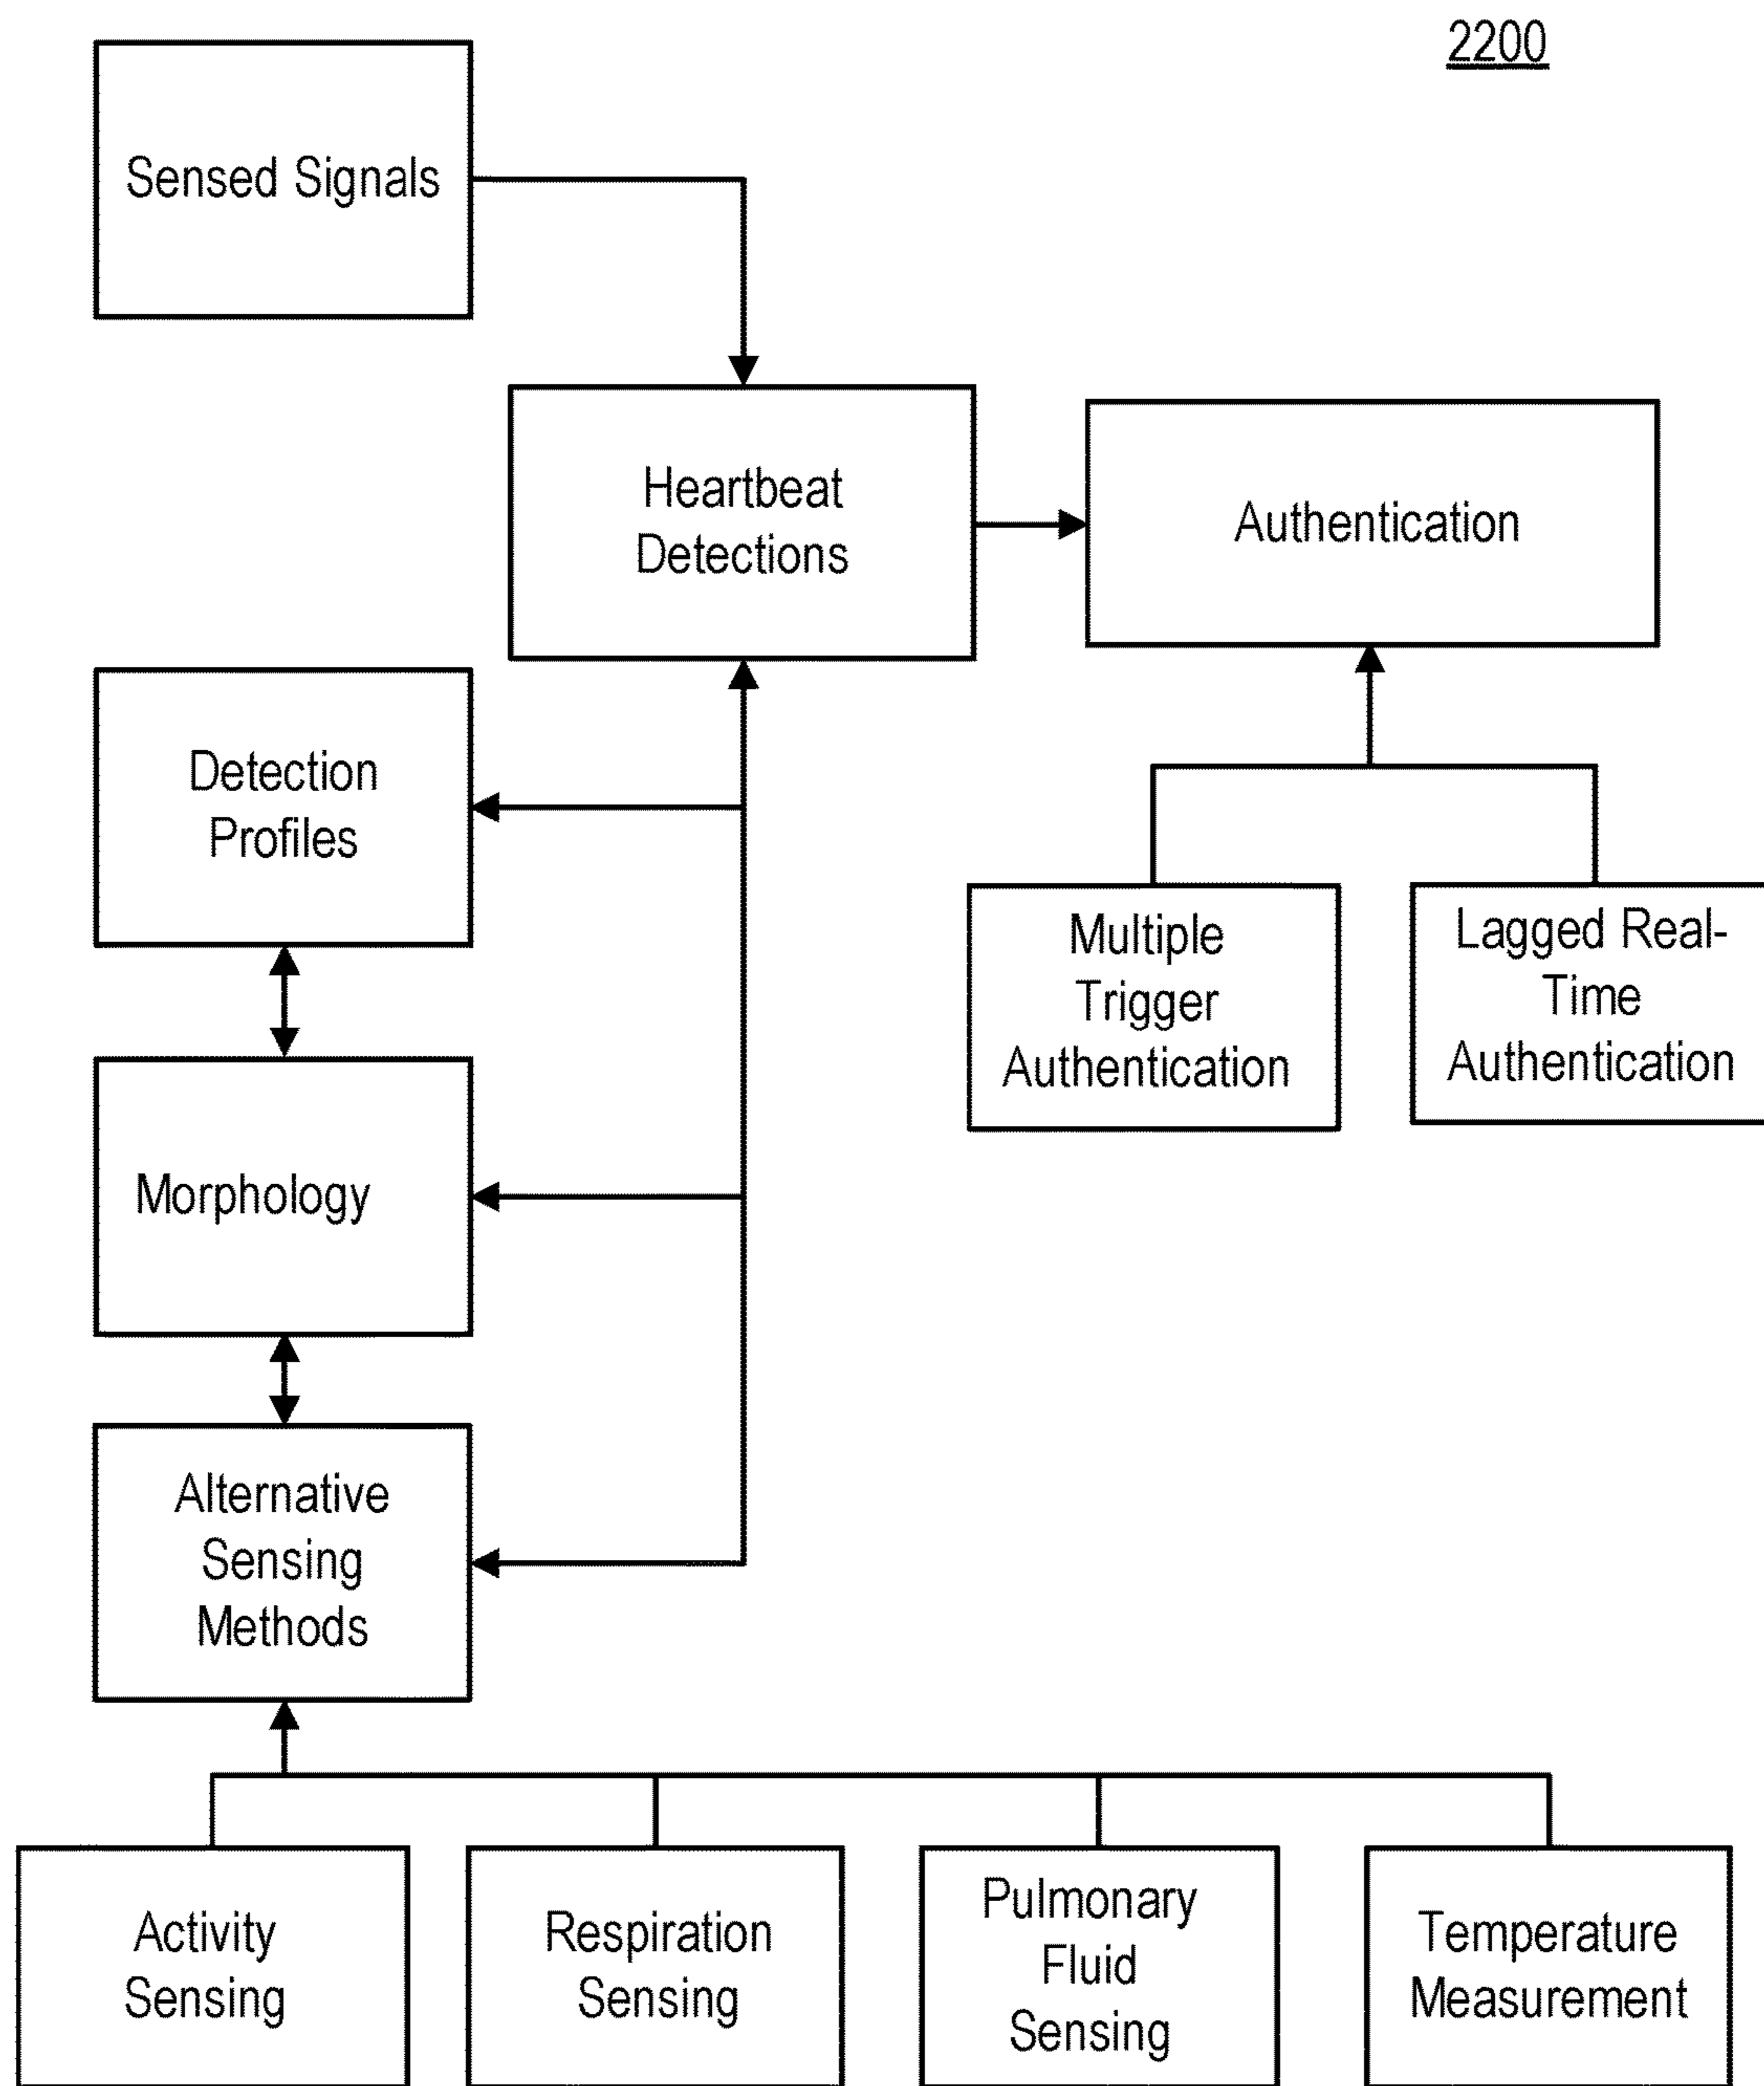 2200
Sensed Signals
Heartbeat
Detections
Authentication
Detection
Profiles
Multiple
Trigger
Authentication
Lagged Real-
Time
Authentication
Morphology
Alternative
Sensing
Methods
Activity
Sensing
Respiration
Sensing
Pulmonary
Fluid
Sensing
Temperature
Measurement